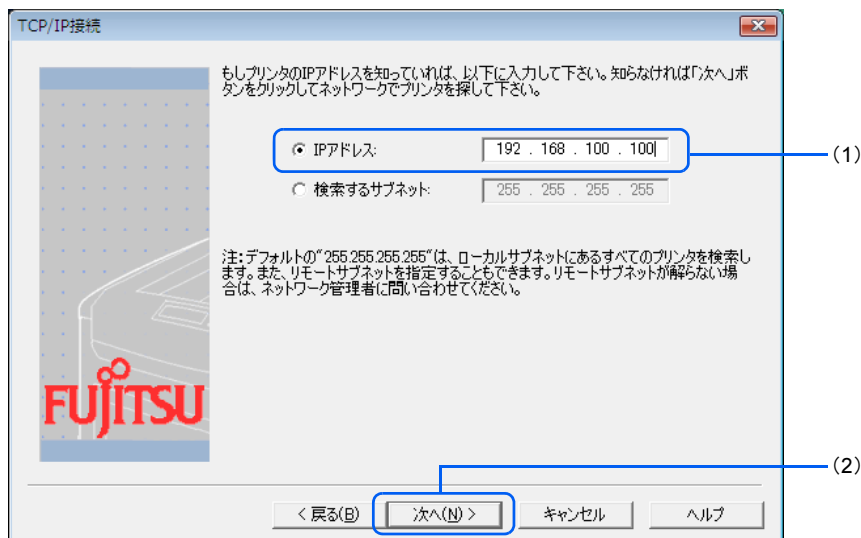 TCP/IP接続
もしプリンタのIPアドレスを知っていれば、以下に入力して下さい。知らなければ「次へ」ボ
タンをクリックしてネットワークでプリンタを探して下さい。
IPアドレス: 192 . 168 . 100 . 100
(1)
検索するサブネット: 255 . 255 . 255 . 255
注:デフォルトの"255.255.255.255"は、ローカルサブネットにあるすべてのプリンタを検索し
ます。また、リモートサブネットを指定することもできます。リモートサブネットが解らない場
合は、ネットワーク管理者に問い合わせてください。
FUJITSU
(2)
< 戻る(B) 次へ(N) > キャンセル ヘルプ